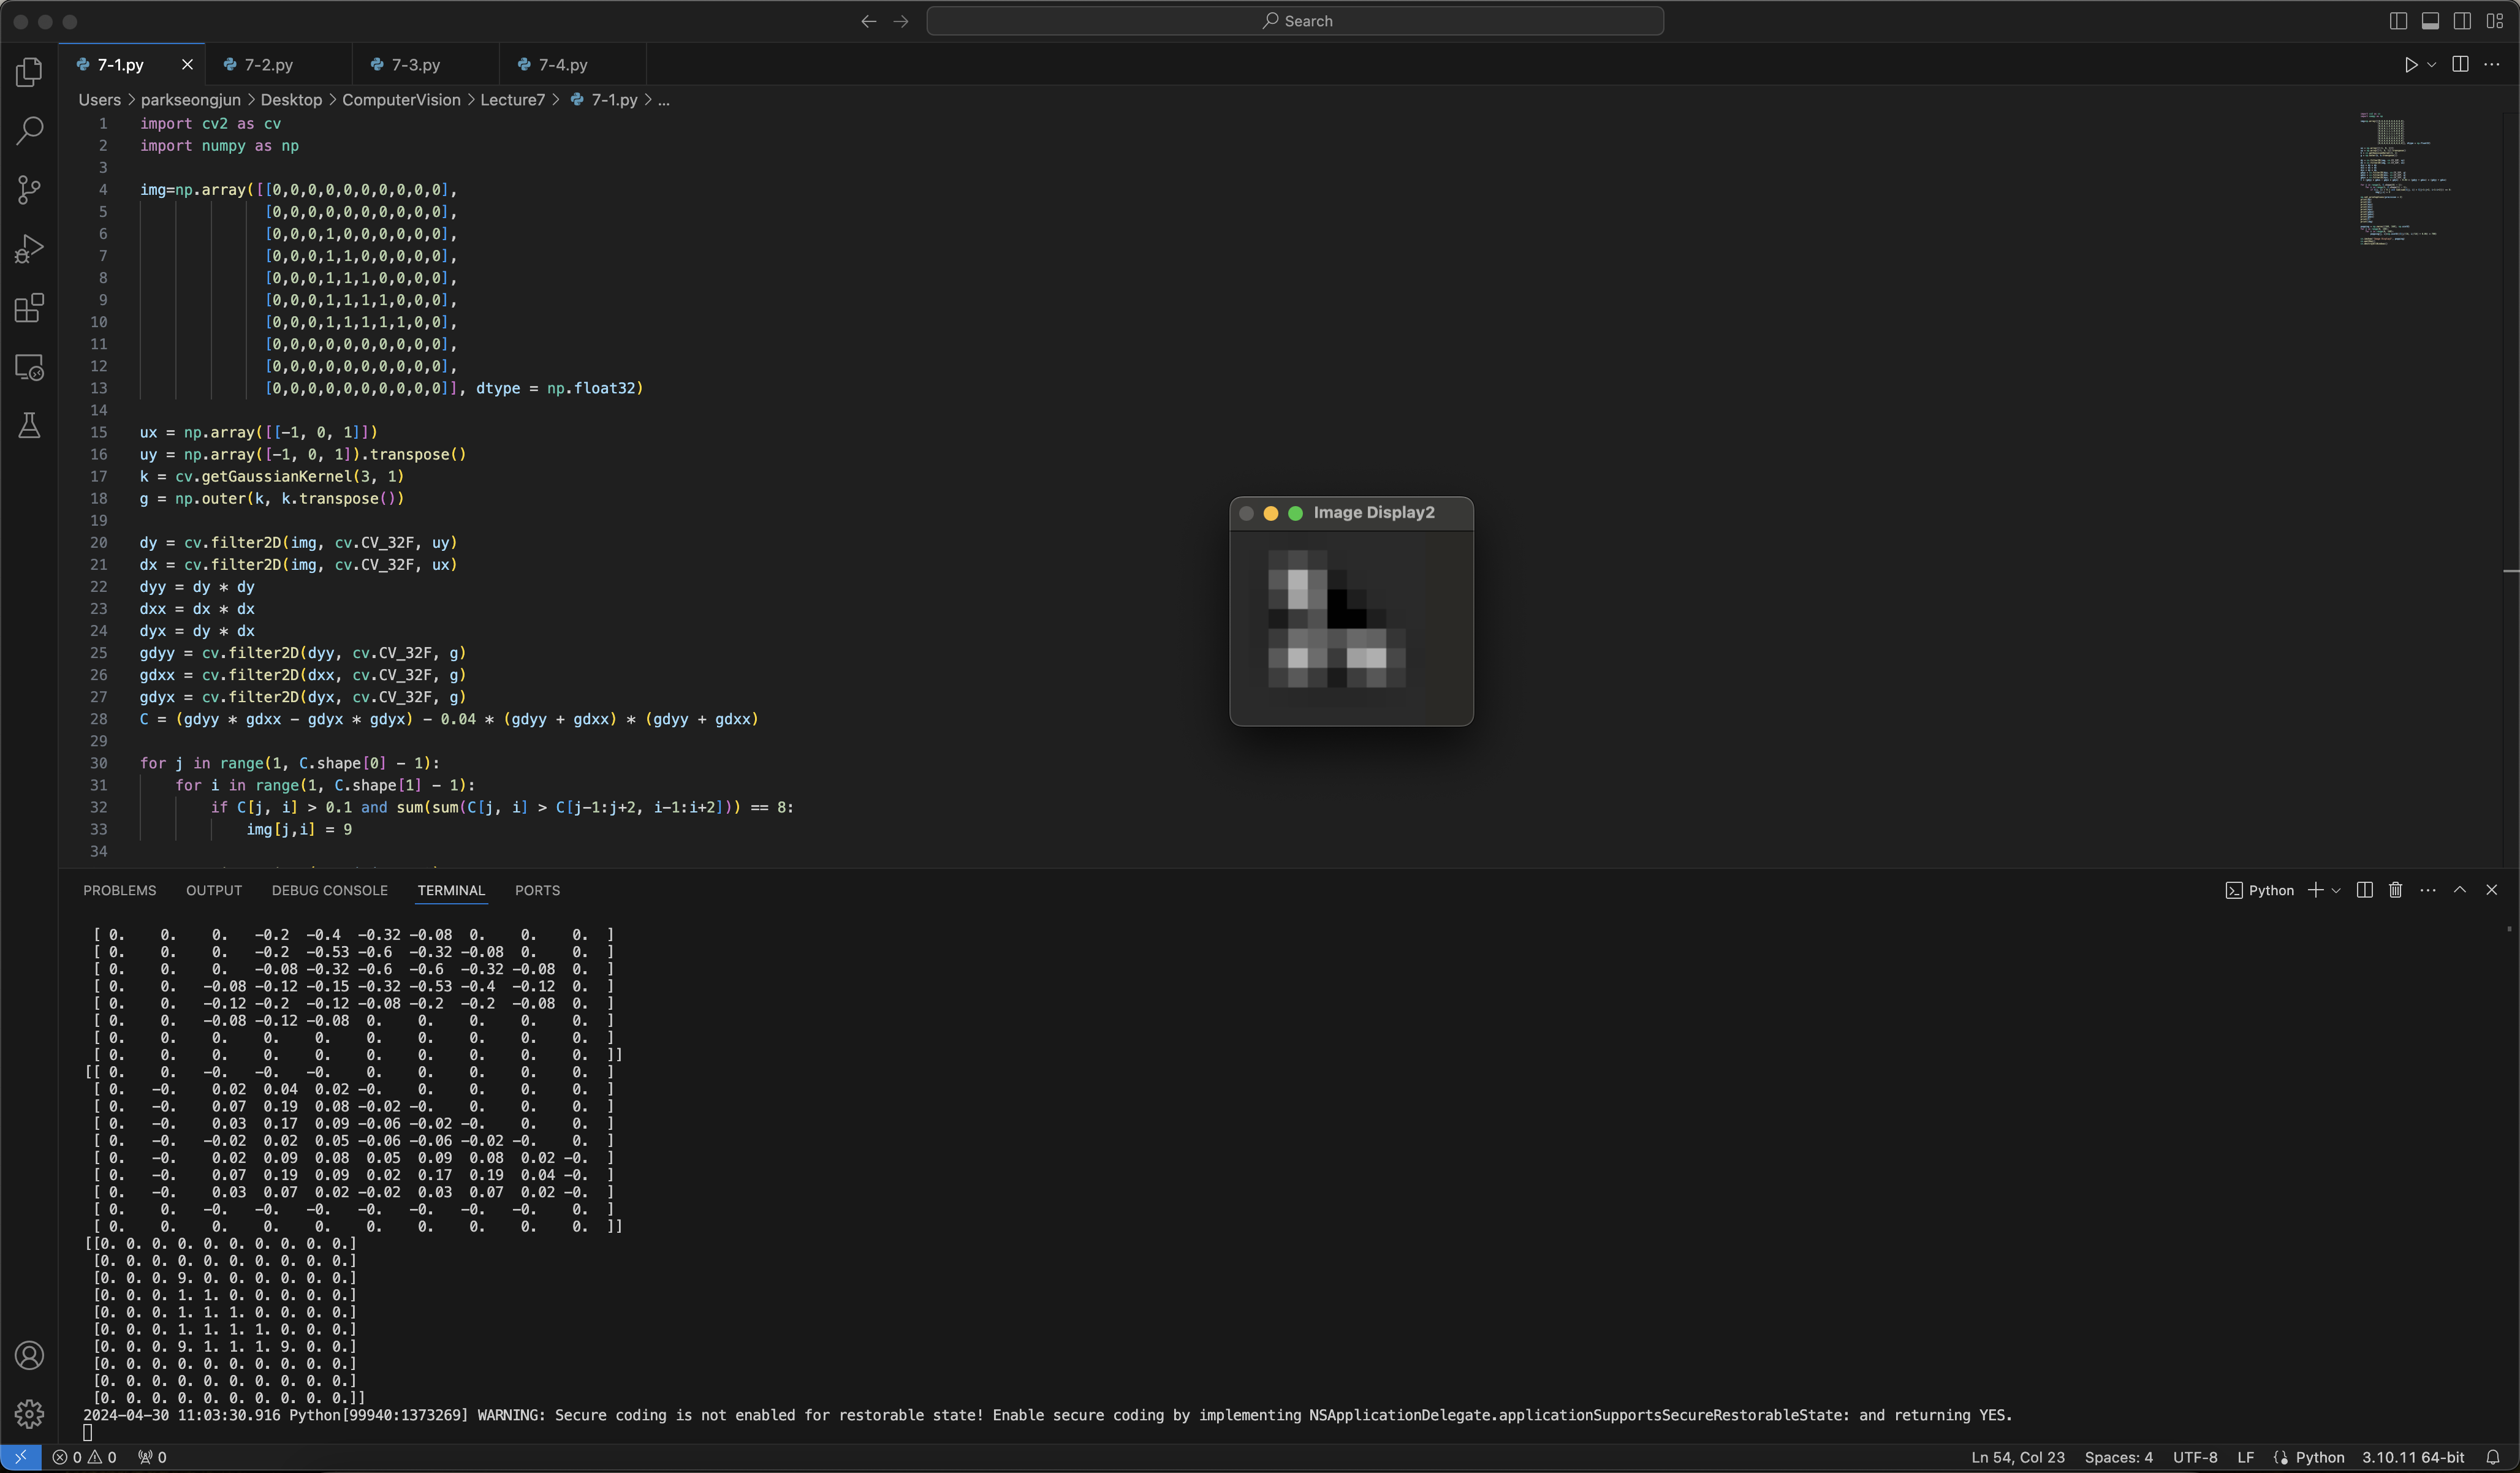 Search
7-1.py
7-2.py
7-3.py
7-4.py
Users > parkseongjun > Desktop > ComputerVision > Lecture7 > 7-1.py > ...
1 import cv2 as cv
2 import numpy as np
3
4 img=np.array([[0,0,0,0,0,0,0,0,0,0],
5 [0,0,0,0,0,0,0,0,0,0],
6 [0,0,0,1,0,0,0,0,0,0],
7 [0,0,0,1,1,0,0,0,0,0],
8 [0,0,0,1,1,1,0,0,0,0],
9 [0,0,0,1,1,1,1,0,0,0],
10 [0,0,0,1,1,1,1,1,0,0],
11 [0,0,0,0,0,0,0,0,0,0],
12 [0,0,0,0,0,0,0,0,0,0],
13 [0,0,0,0,0,0,0,0,0,0]], dtype = np.float32)
14
15 ux = np.array([[-1, 0, 1]])
16 uy = np.array([-1, 0, 1]).transpose()
17 k = cv.getGaussianKernel(3, 1)
18 g = np.outer(k, k.transpose())
19
20 dy = cv.filter2D(img, cv.CV_32F, uy)
21 dx = cv.filter2D(img, cv.CV_32F, ux)
22 dyy = dy * dy
23 dxx = dx * dx
24 dyx = dy * dx
25 gdyy = cv.filter2D(dyy, cv.CV_32F, g)
26 gdxx = cv.filter2D(dxx, cv.CV_32F, g)
27 gdyx = cv.filter2D(dyx, cv.CV_32F, g)
28 C = (gdyy * gdxx - gdyx * gdyx) - 0.04 * (gdyy + gdxx) * (gdyy + gdxx)
29
30 for j in range(1, C.shape[0] - 1):
31 for i in range(1, C.shape[1] - 1):
32 if C[j, i] > 0.1 and sum(sum(C[j, i] > C[j-1:j+2, i-1:i+2])) == 8:
33 img[j,i] = 9
34
Image Display2
PROBLEMS OUTPUT DEBUG CONSOLE TERMINAL PORTS
Python
[ 0. 0. 0. -0.2 -0.4 -0.32 -0.08 0. 0. 0. ]
[ 0. 0. 0. -0.2 -0.53 -0.6 -0.32 -0.08 0. 0. ]
[ 0. 0. 0. -0.08 -0.32 -0.6 -0.6 -0.32 -0.08 0. ]
[ 0. 0. -0.08 -0.12 -0.15 -0.32 -0.53 -0.4 -0.12 0. ]
[ 0. 0. -0.12 -0.2 -0.12 -0.08 -0.2 -0.2 -0.08 0. ]
[ 0. 0. -0.08 -0.12 -0.08 0. 0. 0. 0. 0. ]
[ 0. 0. 0. 0. 0. 0. 0. 0. 0. 0. ]
[ 0. 0. 0. 0. 0. 0. 0. 0. 0. 0. ]]
[[ 0. 0. -0. -0. -0. 0. 0. 0. 0. 0. ]
[ 0. -0. 0.02 0.04 0.02 -0. 0. 0. 0. 0. ]
[ 0. -0. 0.07 0.19 0.08 -0.02 -0. 0. 0. 0. ]
[ 0. -0. 0.03 0.17 0.09 -0.06 -0.02 -0. 0. 0. ]
[ 0. -0. -0.02 0.02 0.05 -0.06 -0.06 -0.02 -0. 0. ]
[ 0. -0. 0.02 0.09 0.08 0.05 0.09 0.08 0.02 -0. ]
[ 0. -0. 0.07 0.19 0.09 0.02 0.17 0.19 0.04 -0. ]
[ 0. -0. 0.03 0.07 0.02 -0.02 0.03 0.07 0.02 -0. ]
[ 0. 0. -0. -0. -0. -0. -0. -0. -0. 0. ]
[ 0. 0. 0. 0. 0. 0. 0. 0. 0. 0. ]]
[[0. 0. 0. 0. 0. 0. 0. 0. 0. 0.]
[0. 0. 0. 0. 0. 0. 0. 0. 0. 0.]
[0. 0. 0. 9. 0. 0. 0. 0. 0. 0.]
[0. 0. 0. 1. 1. 0. 0. 0. 0. 0.]
[0. 0. 0. 1. 1. 1. 0. 0. 0. 0.]
[0. 0. 0. 1. 1. 1. 1. 0. 0. 0.]
[0. 0. 0. 9. 1. 1. 1. 9. 0. 0.]
[0. 0. 0. 0. 0. 0. 0. 0. 0. 0.]
[0. 0. 0. 0. 0. 0. 0. 0. 0. 0.]
[0. 0. 0. 0. 0. 0. 0. 0. 0. 0.]]
2024-04-30 11:03:30.916 Python[99940:1373269] WARNING: Secure coding is not enabled for restorable state! Enable secure coding by implementing NSApplicationDelegate.applicationSupportsSecureRestorableState: and returning YES.
0 0 0 Ln 54, Col 23 Spaces: 4 UTF-8 LF Python 3.10.11 64-bit